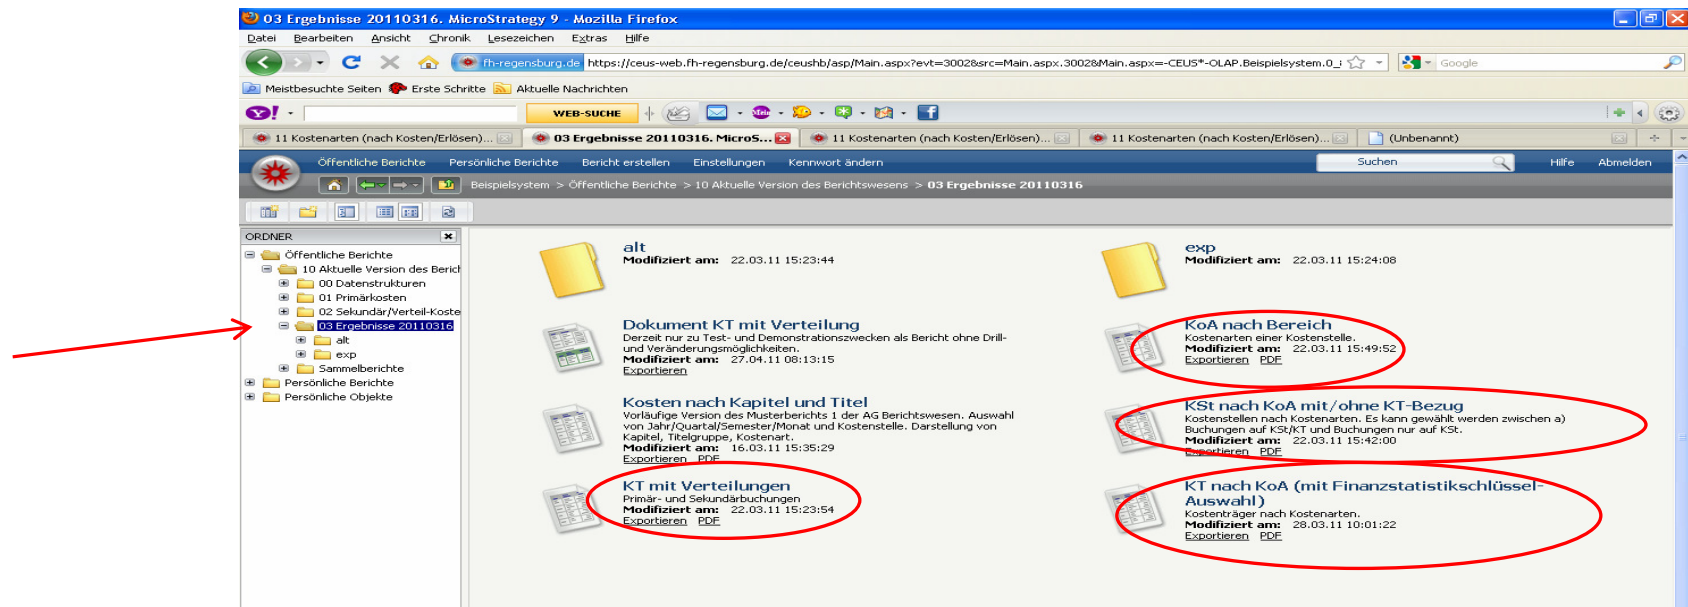 03 Ergebnisse 20110316. MicroStrategy 9 - Mozilla Firefox
Datei Bearbeiten Ansicht Chronik Lesezeichen Extras Hilfe
fh-regensburg.de https://ceus-web.fh-regensburg.de/ceushb/asp/Main.aspx?evt=3002&src=Main.aspx.3002&Main.aspx=-CEUS*-OLAP.Beispielsystem.0_ Google
Meistbesuchte Seiten Erste Schritte Aktuelle Nachrichten
Y! WEB-SUCHE Mein
11 Kostenarten (nach Kosten/Erlösen)... 03 Ergebnisse 20110316. MicroS... 11 Kostenarten (nach Kosten/Erlösen)... 11 Kostenarten (nach Kosten/Erlösen)... (Unbenannt)
Öffentliche Berichte Persönliche Berichte Bericht erstellen Einstellungen Kennwort ändern Suchen Hilfe Abmelden
Beispielsystem > Öffentliche Berichte > 10 Aktuelle Version des Berichtswesens > 03 Ergebnisse 20110316
ORDNER
Öffentliche Berichte
10 Aktuelle Version des Berich
00 Datenstrukturen
01 Primärkosten
02 Sekundär/Verteil-Koste
03 Ergebnisse 20110316
alt
exp
Sammelberichte
Persönliche Berichte
Persönliche Objekte
alt
Modifiziert am: 22.03.11 15:23:44
exp
Modifiziert am: 22.03.11 15:24:08
Dokument KT mit Verteilung
Derzeit nur zu Test- und Demonstrationszwecken als Bericht ohne Drill-
und Veränderungsmöglichkeiten.
Modifiziert am: 27.04.11 08:13:15
Exportieren
KoA nach Bereich
Kostenarten einer Kostenstelle.
Modifiziert am: 22.03.11 15:49:52
Exportieren PDF
Kosten nach Kapitel und Titel
Vorläufige Version des Musterberichts 1 der AG Berichtswesen. Auswahl
von Jahr/Quartal/Semester/Monat und Kostenstelle. Darstellung von
Kapitel, Titelgruppe, Kostenart.
Modifiziert am: 16.03.11 15:35:29
Exportieren PDF
KSt nach KoA mit/ohne KT-Bezug
Kostenstellen nach Kostenarten. Es kann gewählt werden zwischen a)
Buchungen auf KSt/KT und Buchungen nur auf KSt.
Modifiziert am: 22.03.11 15:42:00
Exportieren PDF
KT mit Verteilungen
Primär- und Sekundärbuchungen
Modifiziert am: 22.03.11 15:23:54
Exportieren PDF
KT nach KoA (mit Finanzstatistikschlüssel-
Auswahl)
Kostenträger nach Kostenarten.
Modifiziert am: 28.03.11 10:01:22
Exportieren PDF